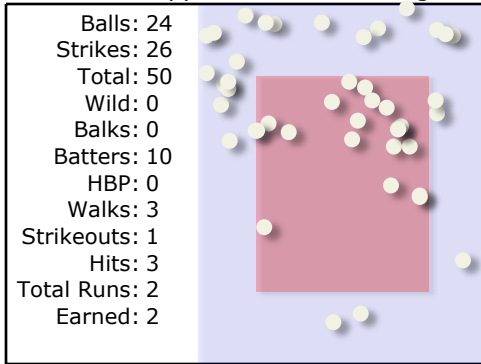 Balls: 24
Strikes: 26
Total: 50
Wild: 0
Balks: 0
Batters: 10
HBP: 0
Walks: 3
Strikeouts: 1
Hits: 3
Total Runs: 2
Earned: 2